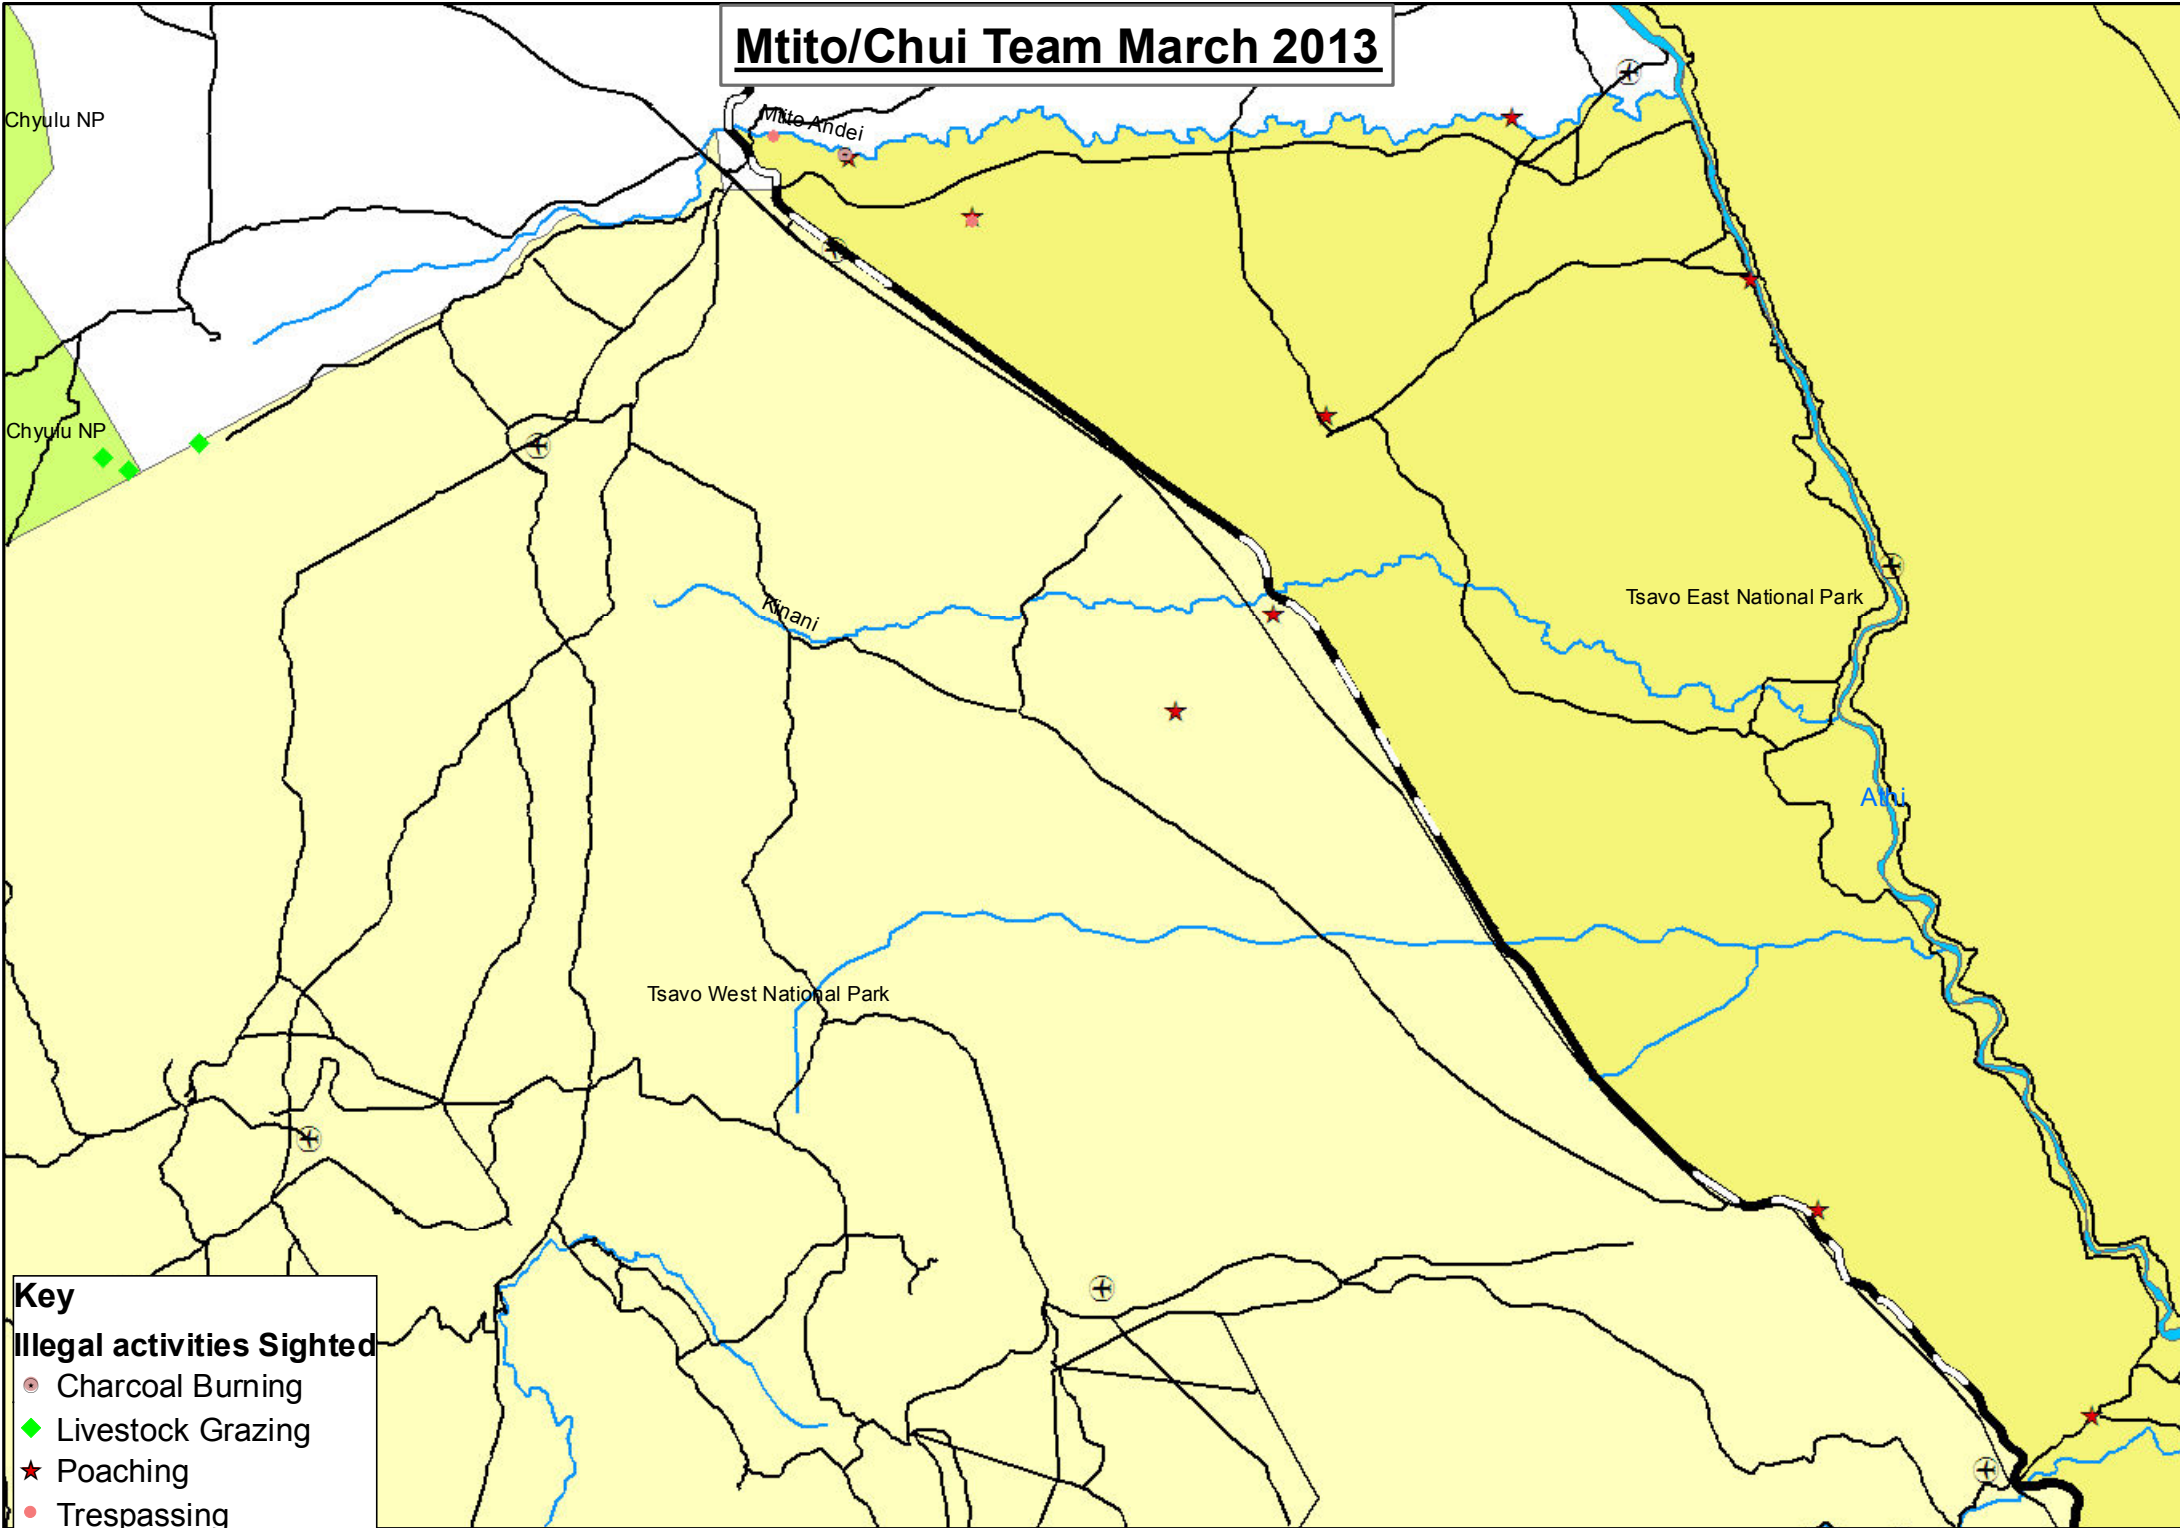 Mtito/Chui Team March 2013
Chyulu NP
Mtito Andei
Chyulu NP
Tsavo East National Park
Kinani
Athi
Tsavo West National Park
Key
Illegal activities Sighted
Charcoal Burning
Livestock Grazing
Poaching
Trespassing